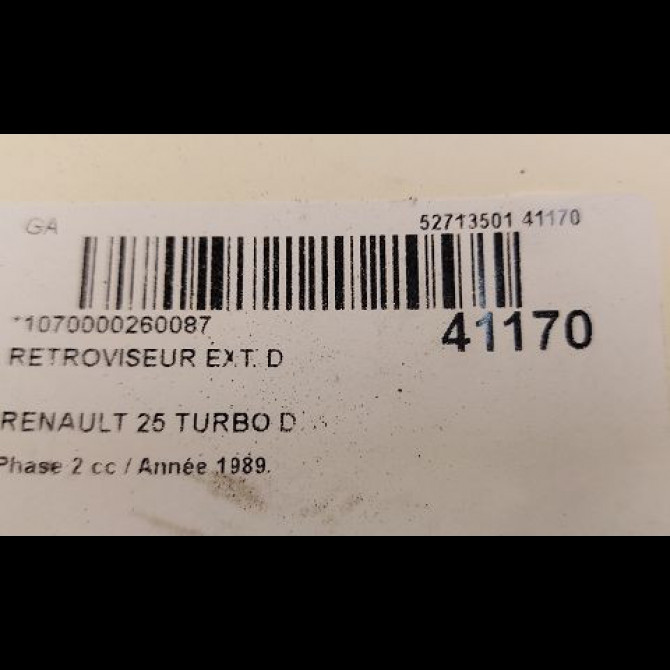 GA 52713501 41170
*1070000260087 41170
RETROVISEUR EXT. D
RENAULT 25 TURBO D
Phase 2 cc / Année 1989.